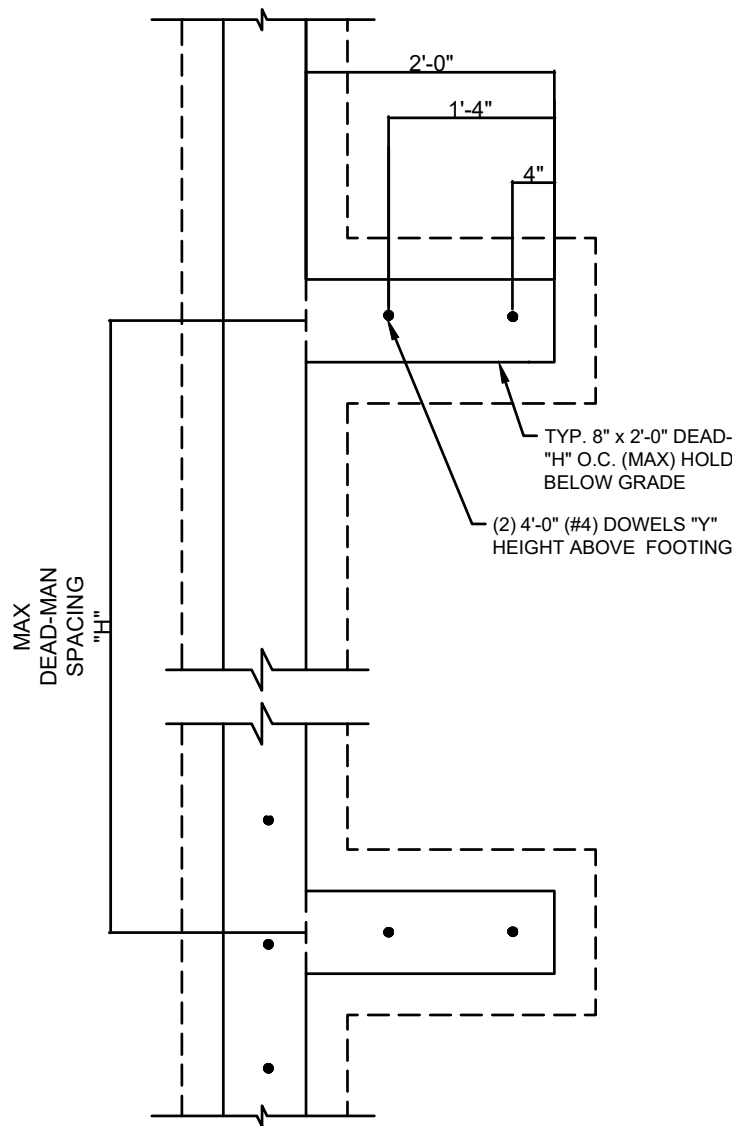 2'-0"
1'-4"
4"
TYP. 8" x 2'-0" DEAD-
"H" O.C. (MAX) HOLD
BELOW GRADE
(2) 4'-0" (#4) DOWELS "Y"
HEIGHT ABOVE FOOTING
MAX
DEAD-MAN
SPACING
"H"